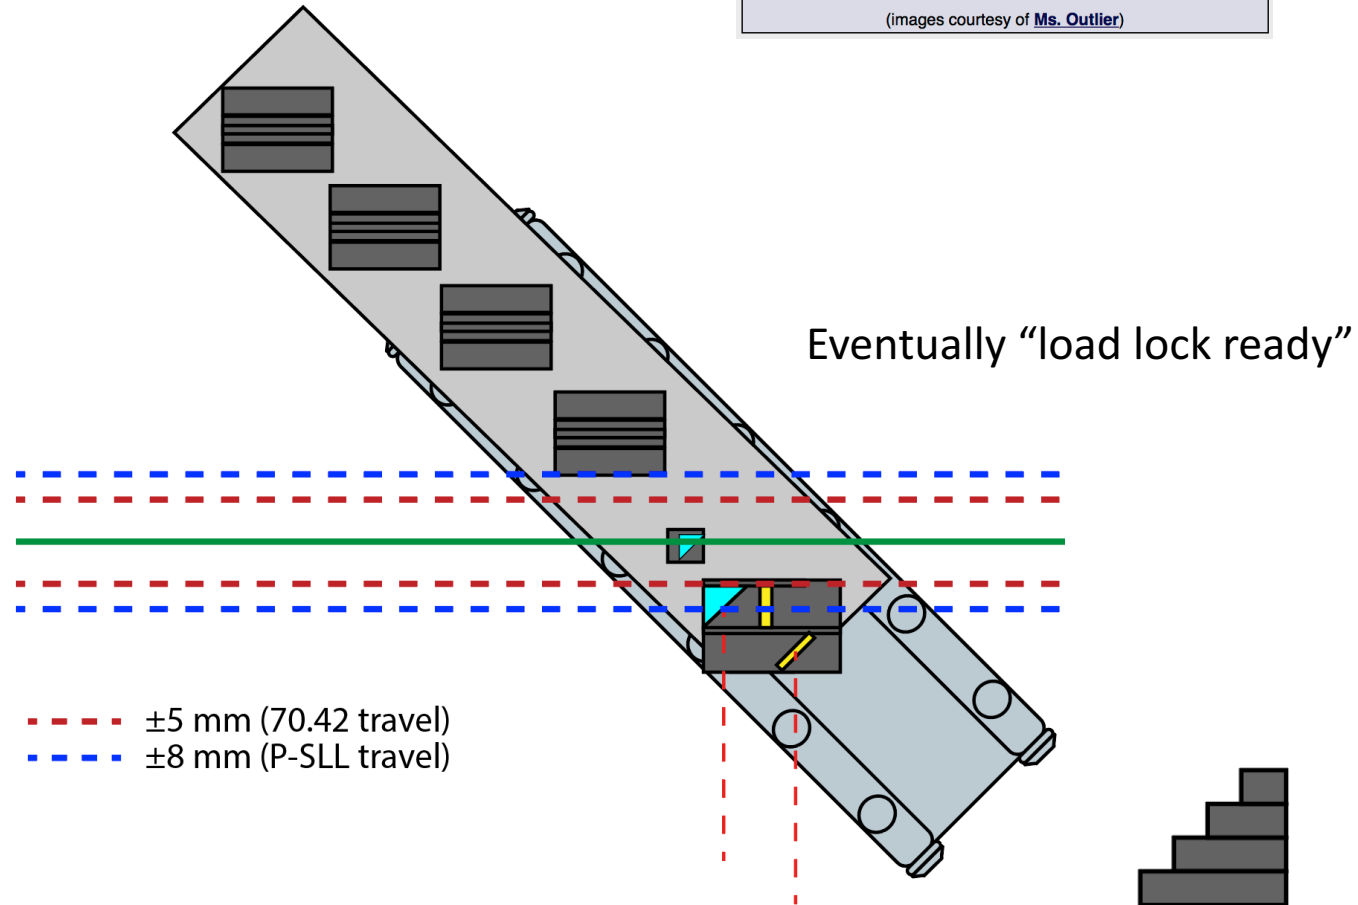 (images courtesy of Ms. Outlier)
Eventually “load lock ready”
±5 mm (70.42 travel)
±8 mm (P-SLL travel)